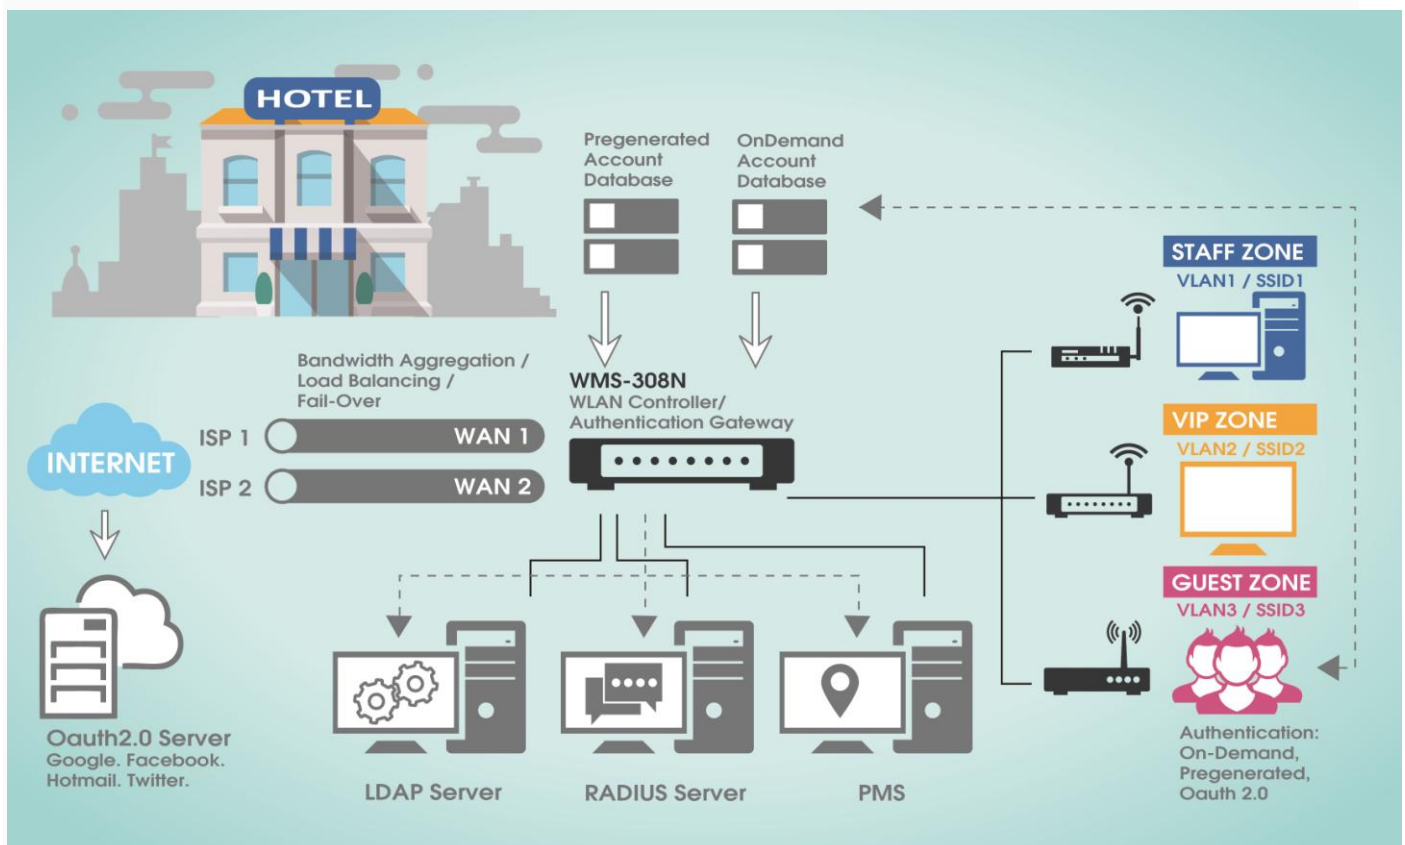 HOTEL
Pregenerated
Account
Database
OnDemand
Account
Database
STAFF ZONE
VLAN1 / SSID1
Bandwidth Aggregation /
Load Balancing /
Fail-Over
WMS-308N
WLAN Controller/
Authentication Gateway
INTERNET
ISP 1
WAN 1
ISP 2
WAN 2
VIP ZONE
VLAN2 / SSID2
GUEST ZONE
VLAN3 / SSID3
Oauth2.0 Server
Google. Facebook.
Hotmail. Twitter.
LDAP Server
RADIUS Server
PMS
Authentication:
On-Demand,
Pregenerated,
Oauth 2.0